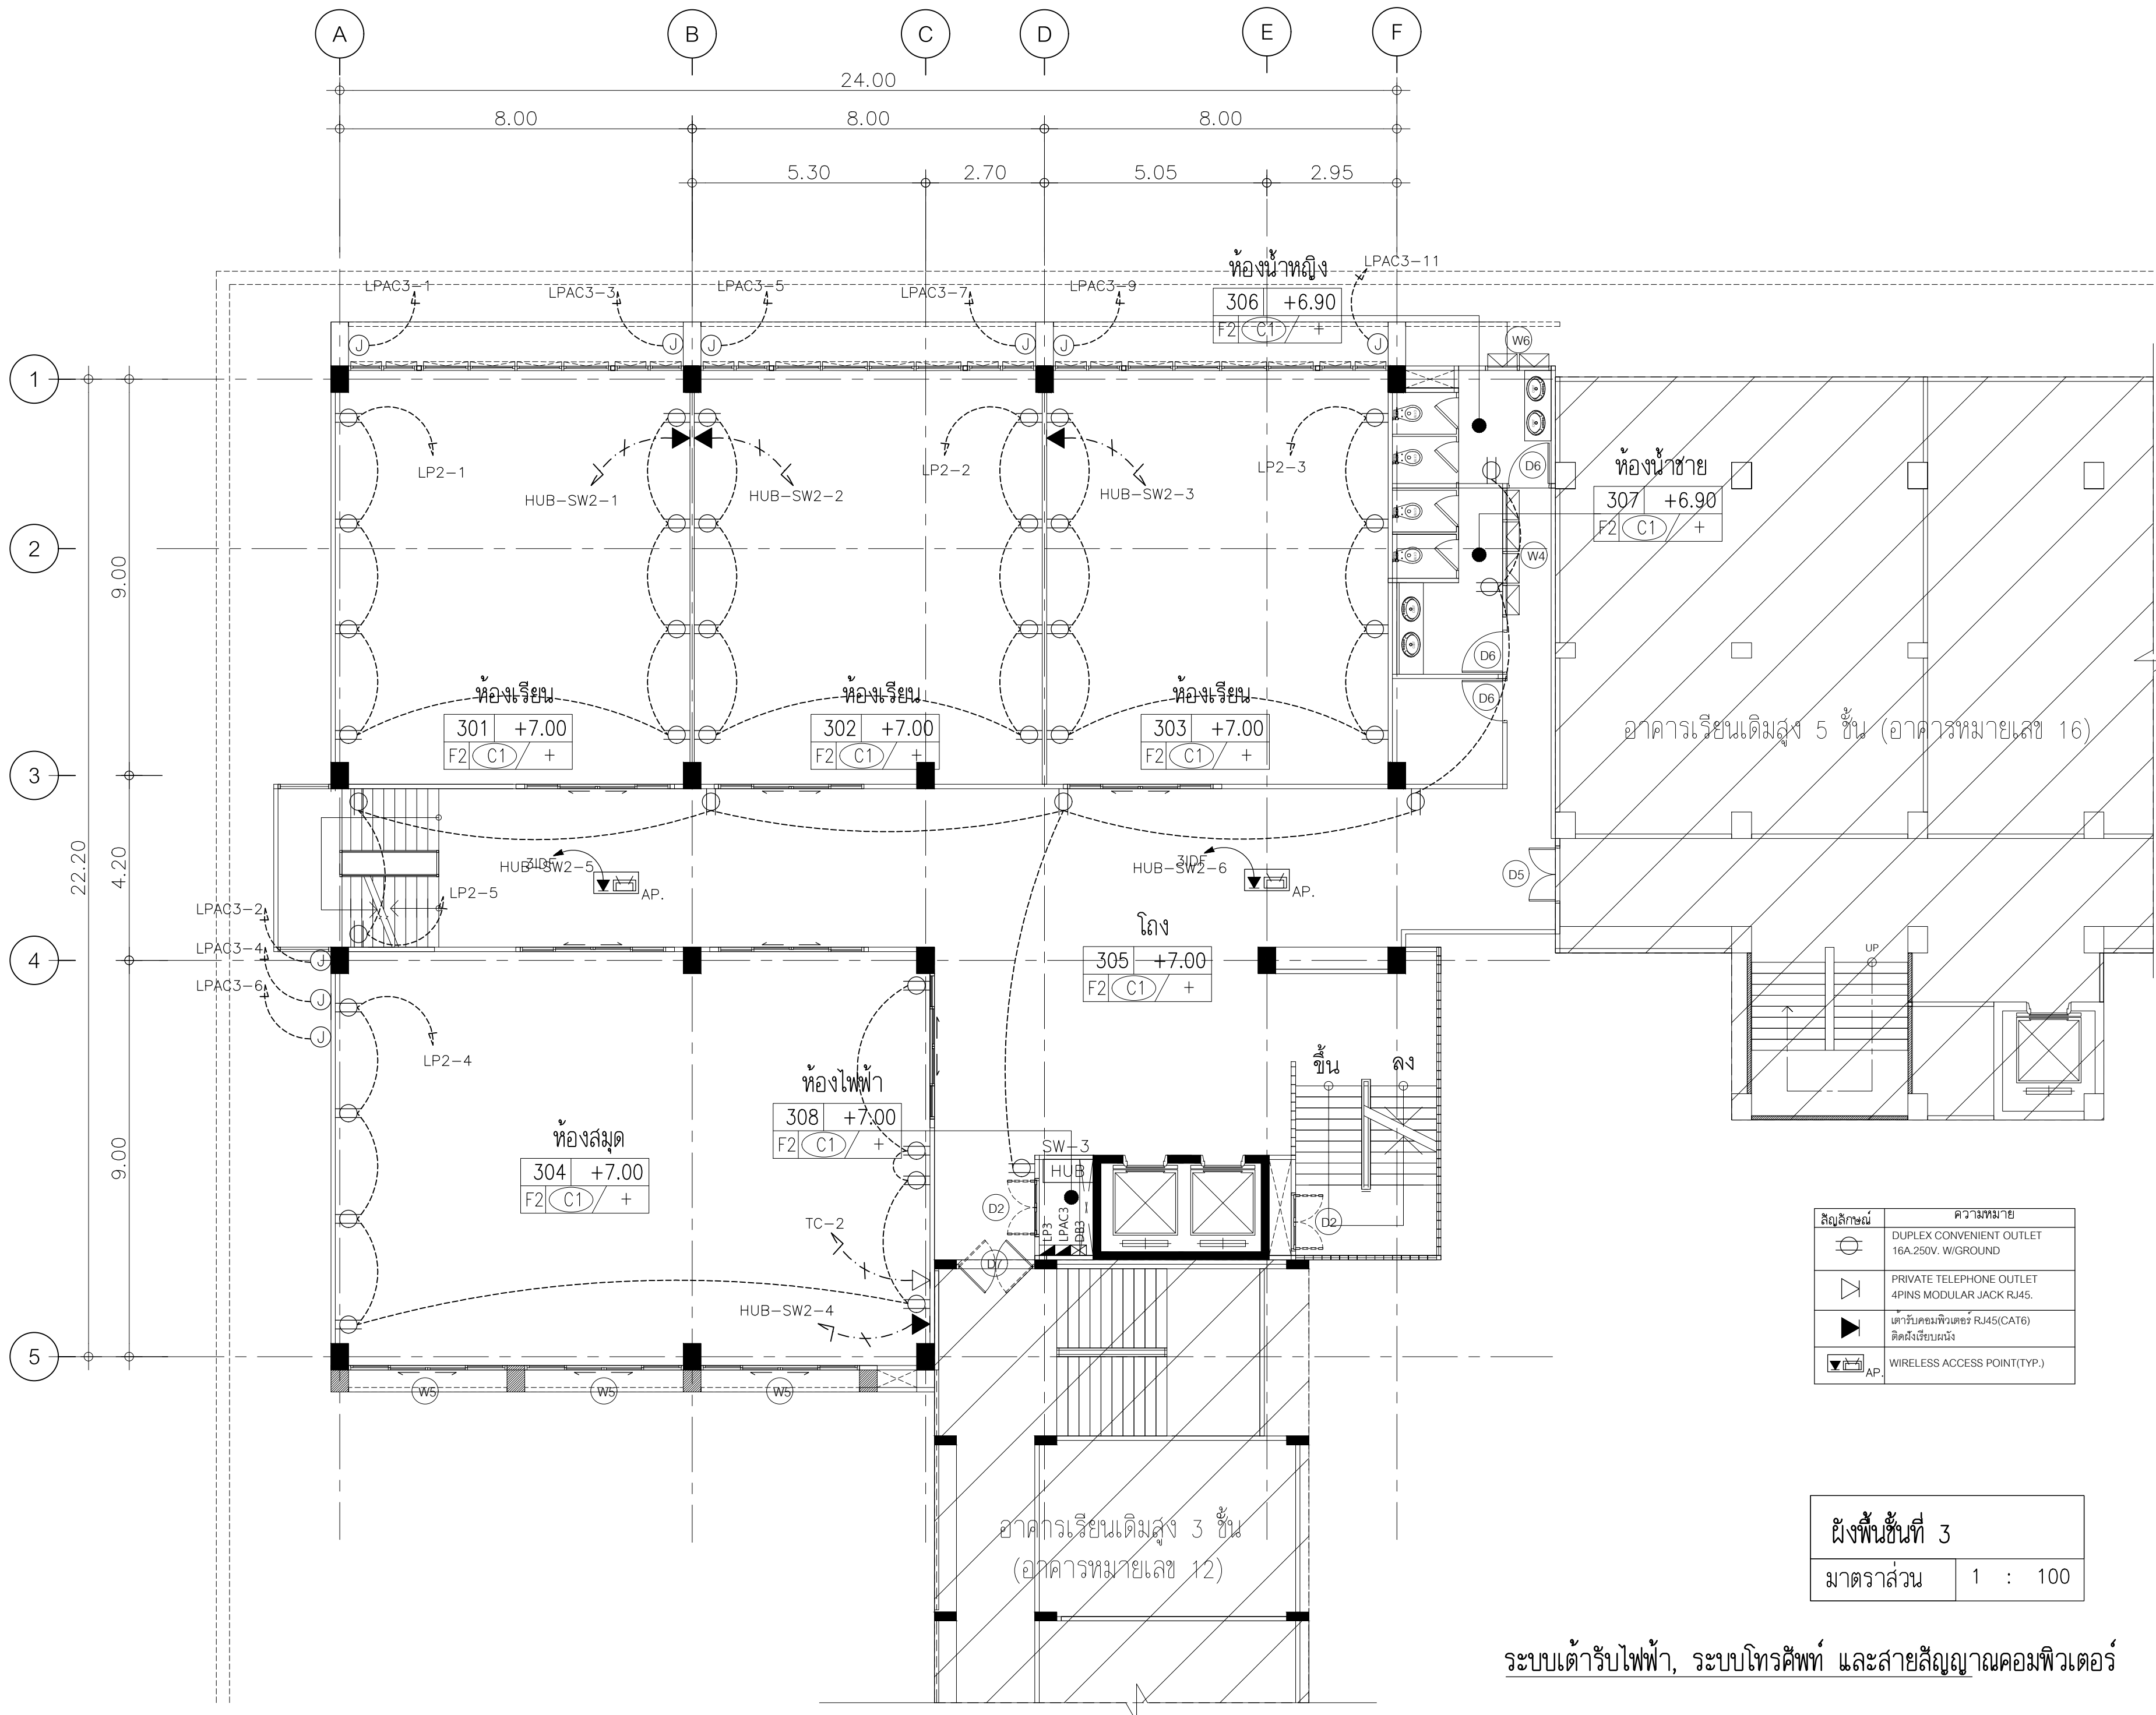 A B C D E F
24.00
8.00 8.00 8.00
5.30 2.70 5.05 2.95
ห้องน้ำหญิง
306 +6.90
F2 C1 +
LPAC3-1 LPAC3-3 LPAC3-5 LPAC3-7 LPAC3-9 LPAC3-11
J J J J J J
W6
1
LP2-1 LP2-2 LP2-3
HUB-SW2-1 HUB-SW2-2 HUB-SW2-3
D6
ห้องน้ำชาย
307 +6.90
F2 C1 +
2
W4
9.00
D6
D6
ห้องเรียน ห้องเรียน ห้องเรียน
301 +7.00 302 +7.00 303 +7.00
F2 C1 + F2 C1 + F2 C1 +
อาคารเรียนเดิมสูง 5 ชั้น (อาคารหมายเลข 16)
3
22.20
4.20
3IDF
HUB-SW2-5
AP.
3IDF
HUB-SW2-6
AP.
D5
LP2-5
LPAC3-2
LPAC3-4
LPAC3-6
J
J
J
4
โถง
305 +7.00
F2 C1 +
UP
LP2-4
ขึ้น ลง
ห้องไฟฟ้า
308 +7.00
F2 C1 +
9.00
ห้องสมุด
304 +7.00
F2 C1 +
SW-3
HUB
D2
LP3
LPAC3
DB3
D2
TC-2
D7
HUB-SW2-4
5
W5 W5 W5
สัญลักษณ์ ความหมาย
DUPLEX CONVENIENT OUTLET
16A.250V. W/GROUND
PRIVATE TELEPHONE OUTLET
4PINS MODULAR JACK RJ45.
เต้ารับคอมพิวเตอร์ RJ45(CAT6)
ติดฝังเรียบผนัง
AP. WIRELESS ACCESS POINT(TYP.)
อาคารเรียนเดิมสูง 3 ชั้น
(อาคารหมายเลข 12)
ผังพื้นชั้นที่ 3
มาตราส่วน 1 : 100
ระบบเต้ารับไฟฟ้า, ระบบโทรศัพท์ และสายสัญญาณคอมพิวเตอร์